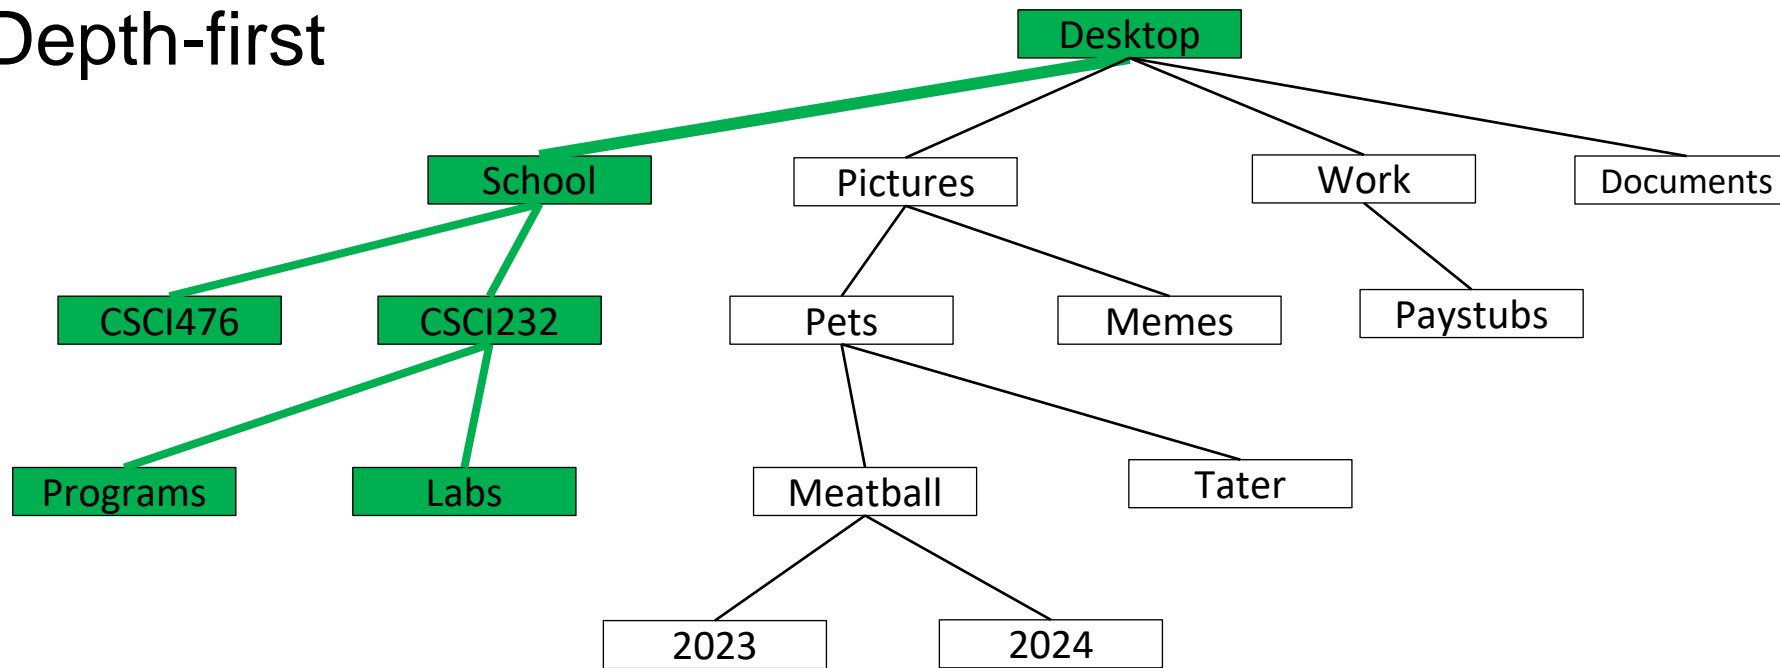 Depth-first
Desktop
School
Pictures
Work
Documents
CSCI476
CSCI232
Pets
Memes
Paystubs
Programs
Labs
Meatball
Tater
2023
2024